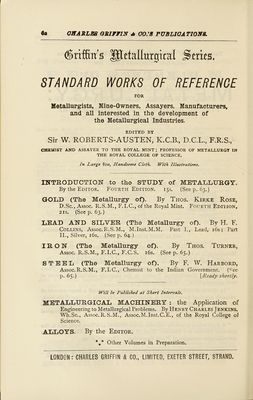 6a CHARLES GRIFFIN & CO.'S PUBLICATIONS.
Griffin's Metallurgical Series.
STANDARD WORKS OF REFERENCE
FOR
Metallurgists, Mine-Owners, Assayers, Manufacturers,
and all interested in the development of
the Metallurgical Industries.
EDITED BY
Sir W. ROBERTS-AUSTEN, K.C.B., D.C.L., F.R.S.,
CHEMIST AND ASSAYER TO THE ROYAL MINT; PROFESSOR OF METALLURGY IN
THE ROYAL COLLEGE OF SCIENCE.
In Large 8vo, Handsome Cloth. With Illustrations.
INTRODUCTION to the STUDY of METALLURGY.
By the EDITOR. FOURTH EDITION. 15s. (See p. 63.)
GOLD (The Metallurgy of). By THOS. KIRKE ROSE,
D.Sc., Assoc. R.S.M., F.I.C., of the Royal Mint. FOURTH EDITION,
21s. (See p. 63.)
LEAD AND SILVER (The Metallurgy of). By H. F.
COLLINS, Assoc.R.S.M., M.Inst.M.M. Part I., Lead, 16s; Part
II., Silver, 16s. (See p. 64.)
IRON (The Metallurgy of). By THOS. TURNER,
Assoc. R.S.M., F.I.C., F.C.S. 16s. (See p. 65.)
STEEL (The Metallurgy of). By F. W. HARBORD,
Assoc.R.S.M., F.I.C., Chemist to the Indian Government. (See
p. 65.) [Ready shortly.
Will be Published at Short Intervals.
METALLURGICAL MACHINERY: the Application of
Engineering to Metallurgical Problems. By HENRY CHARLES JENKINS,
Wh.Sc., Assoc.R.S.M., Assoc.M.Inst.C.E., of the Royal College of
Science.
ALLOYS. By the EDITOR.
*** Other Volumes in Preparation.
LONDON: CHARLES GRIFFIN & CO., LIMITED, EXETER STREET, STRAND.